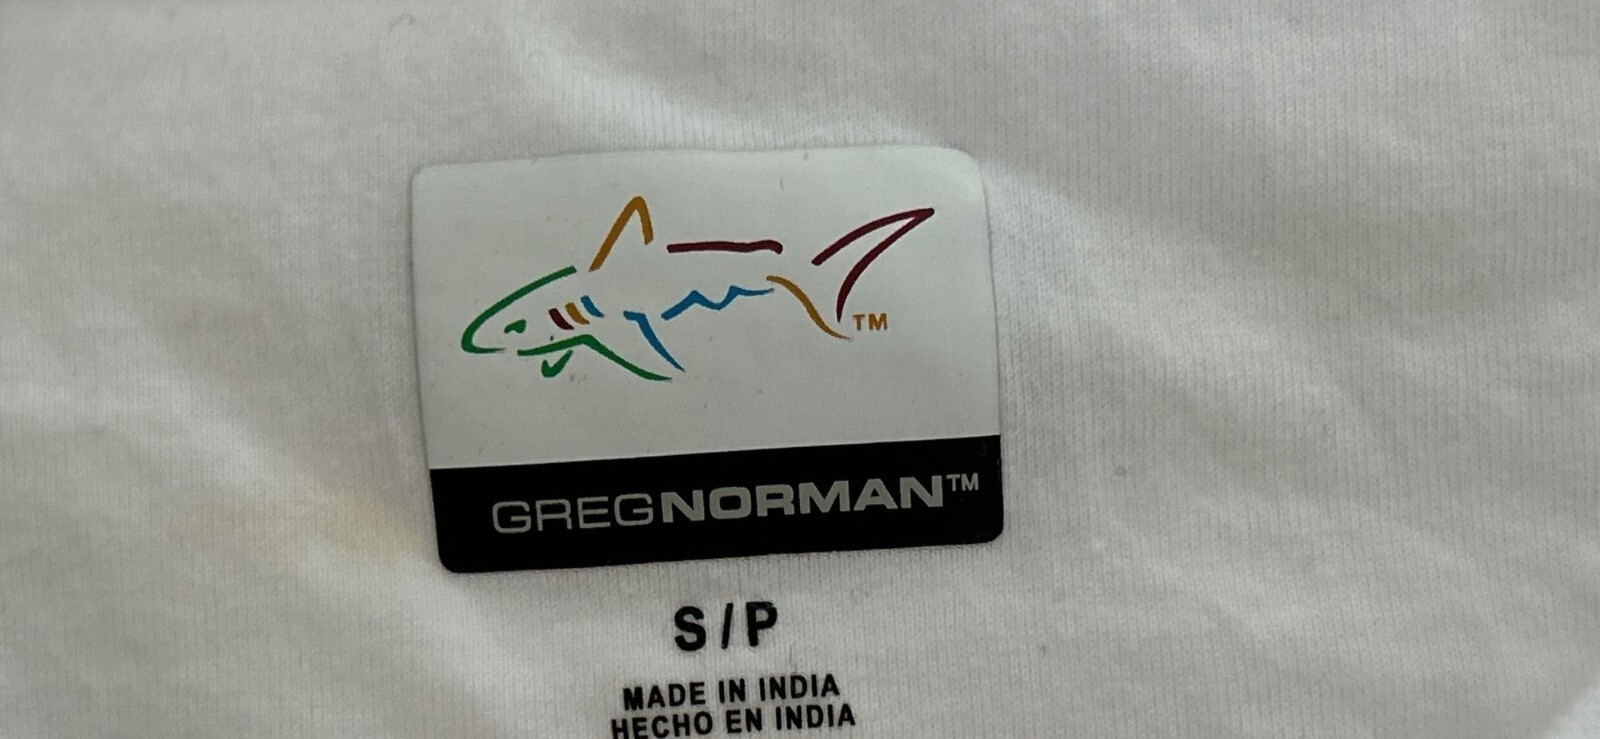 TM
GREGNORMAN™
S/P
MADE IN INDIA
HECHO EN INDIA